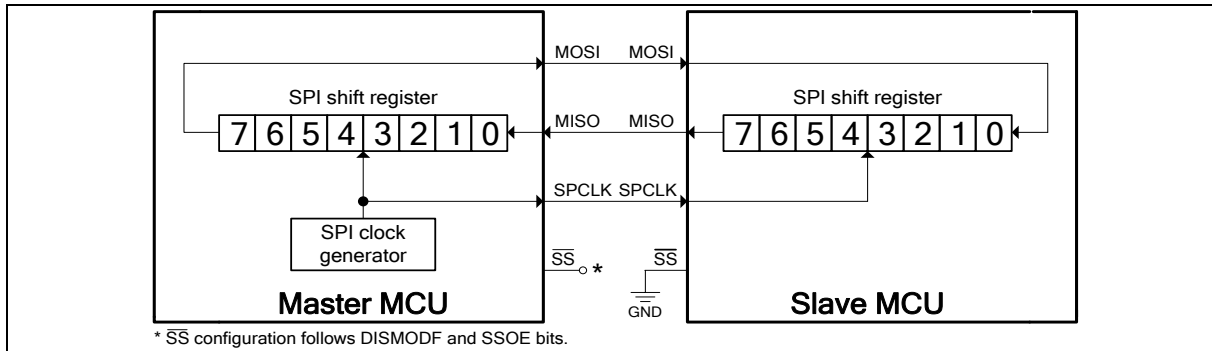 MOSI MOSI
SPI shift register SPI shift register
7 6 5 4 3 2 1 0 MISO MISO 7 6 5 4 3 2 1 0
SPCLK SPCLK
SPI clock
generator
SS * SS
GND
Master MCU Slave MCU
* SS configuration follows DISMODF and SSOE bits.